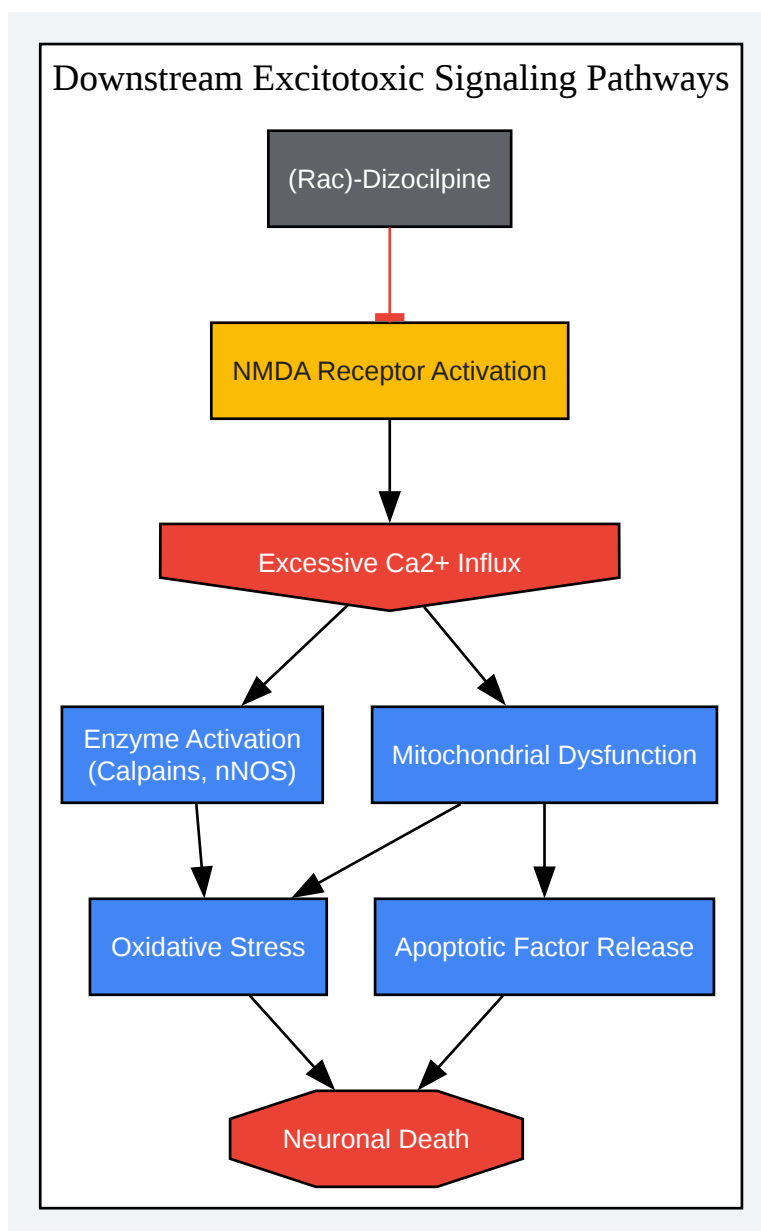 Downstream Excitotoxic Signaling Pathways
(Rac)-Dizocilpine
NMDA Receptor Activation
Excessive Ca2+ Influx
Enzyme Activation
(Calpains, nNOS)
Mitochondrial Dysfunction
Oxidative Stress
Apoptotic Factor Release
Neuronal Death